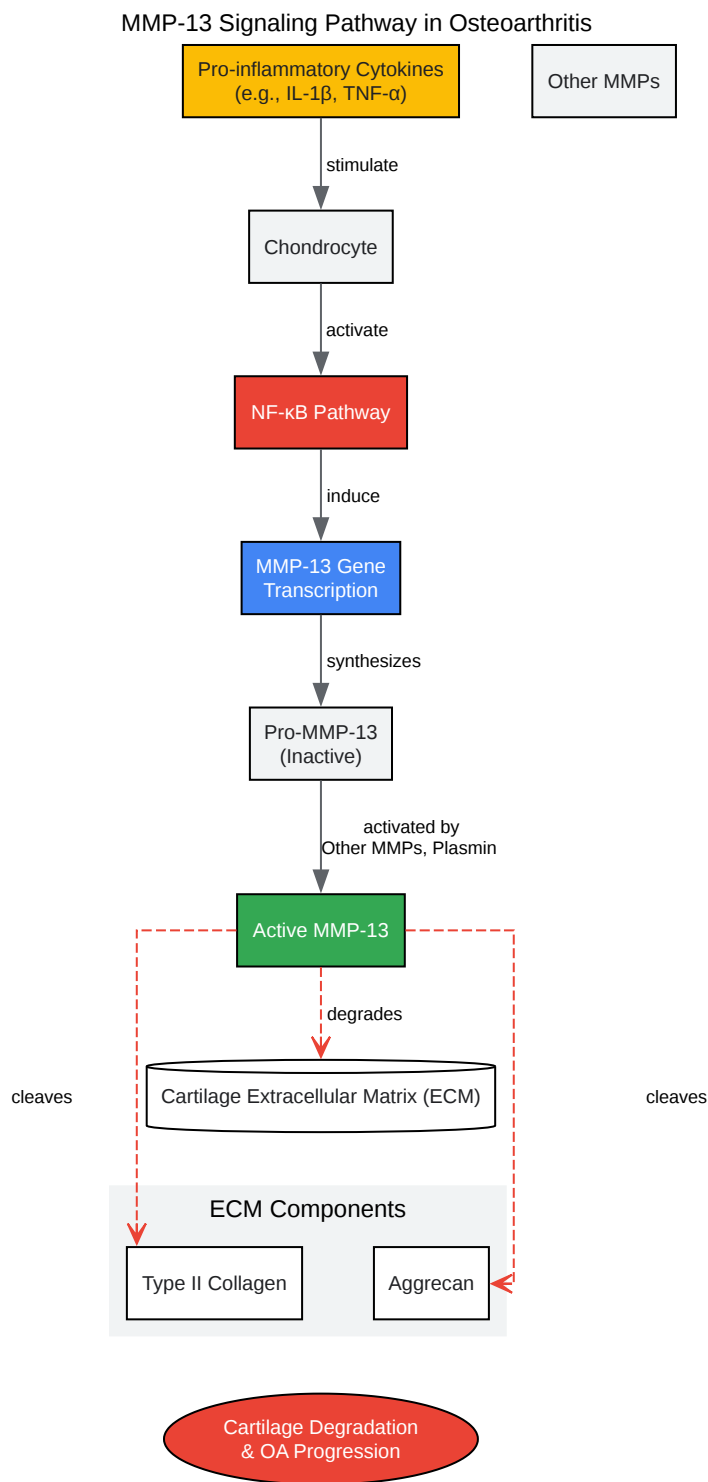 MMP-13 Signaling Pathway in Osteoarthritis
Pro-inflammatory Cytokines
(e.g., IL-1β, TNF-α)
Other MMPs
stimulate
Chondrocyte
activate
NF-κB Pathway
induce
MMP-13 Gene
Transcription
synthesizes
Pro-MMP-13
(Inactive)
activated by
Other MMPs, Plasmin
Active MMP-13
degrades
cleaves
Cartilage Extracellular Matrix (ECM)
cleaves
ECM Components
Type II Collagen
Aggrecan
Cartilage Degradation
& OA Progression